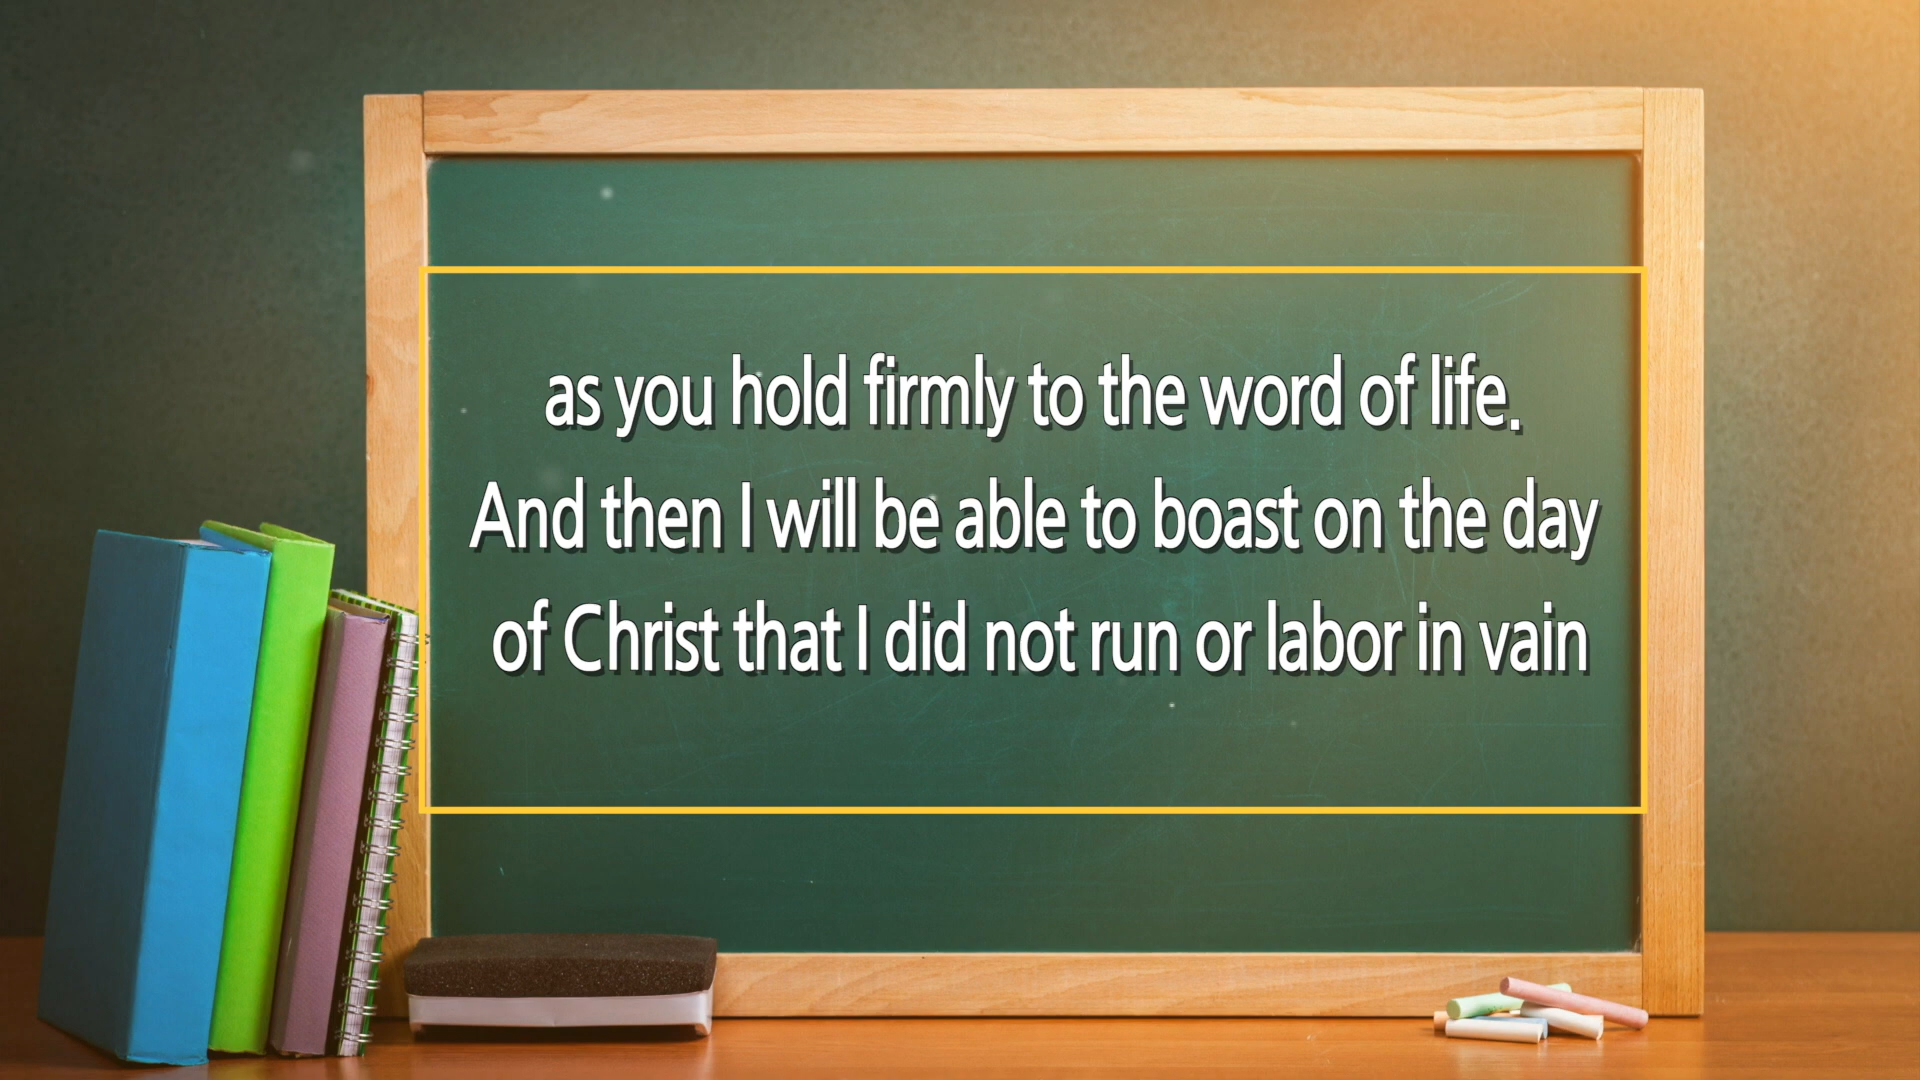 as you hold firmly to the word of life.
And then I will be able to boast on the day
of Christ that I did not run or labor in vain